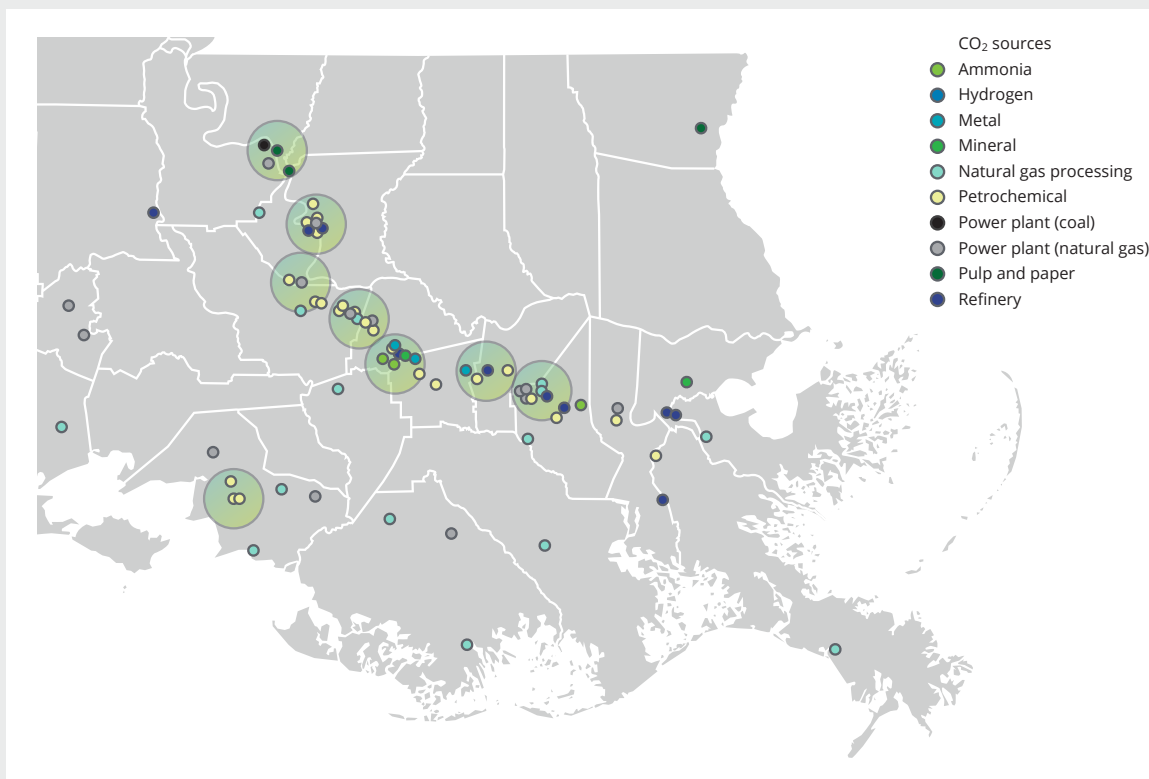 CO₂ sources
Ammonia
Hydrogen
Metal
Mineral
Natural gas processing
Petrochemical
Power plant (coal)
Power plant (natural gas)
Pulp and paper
Refinery